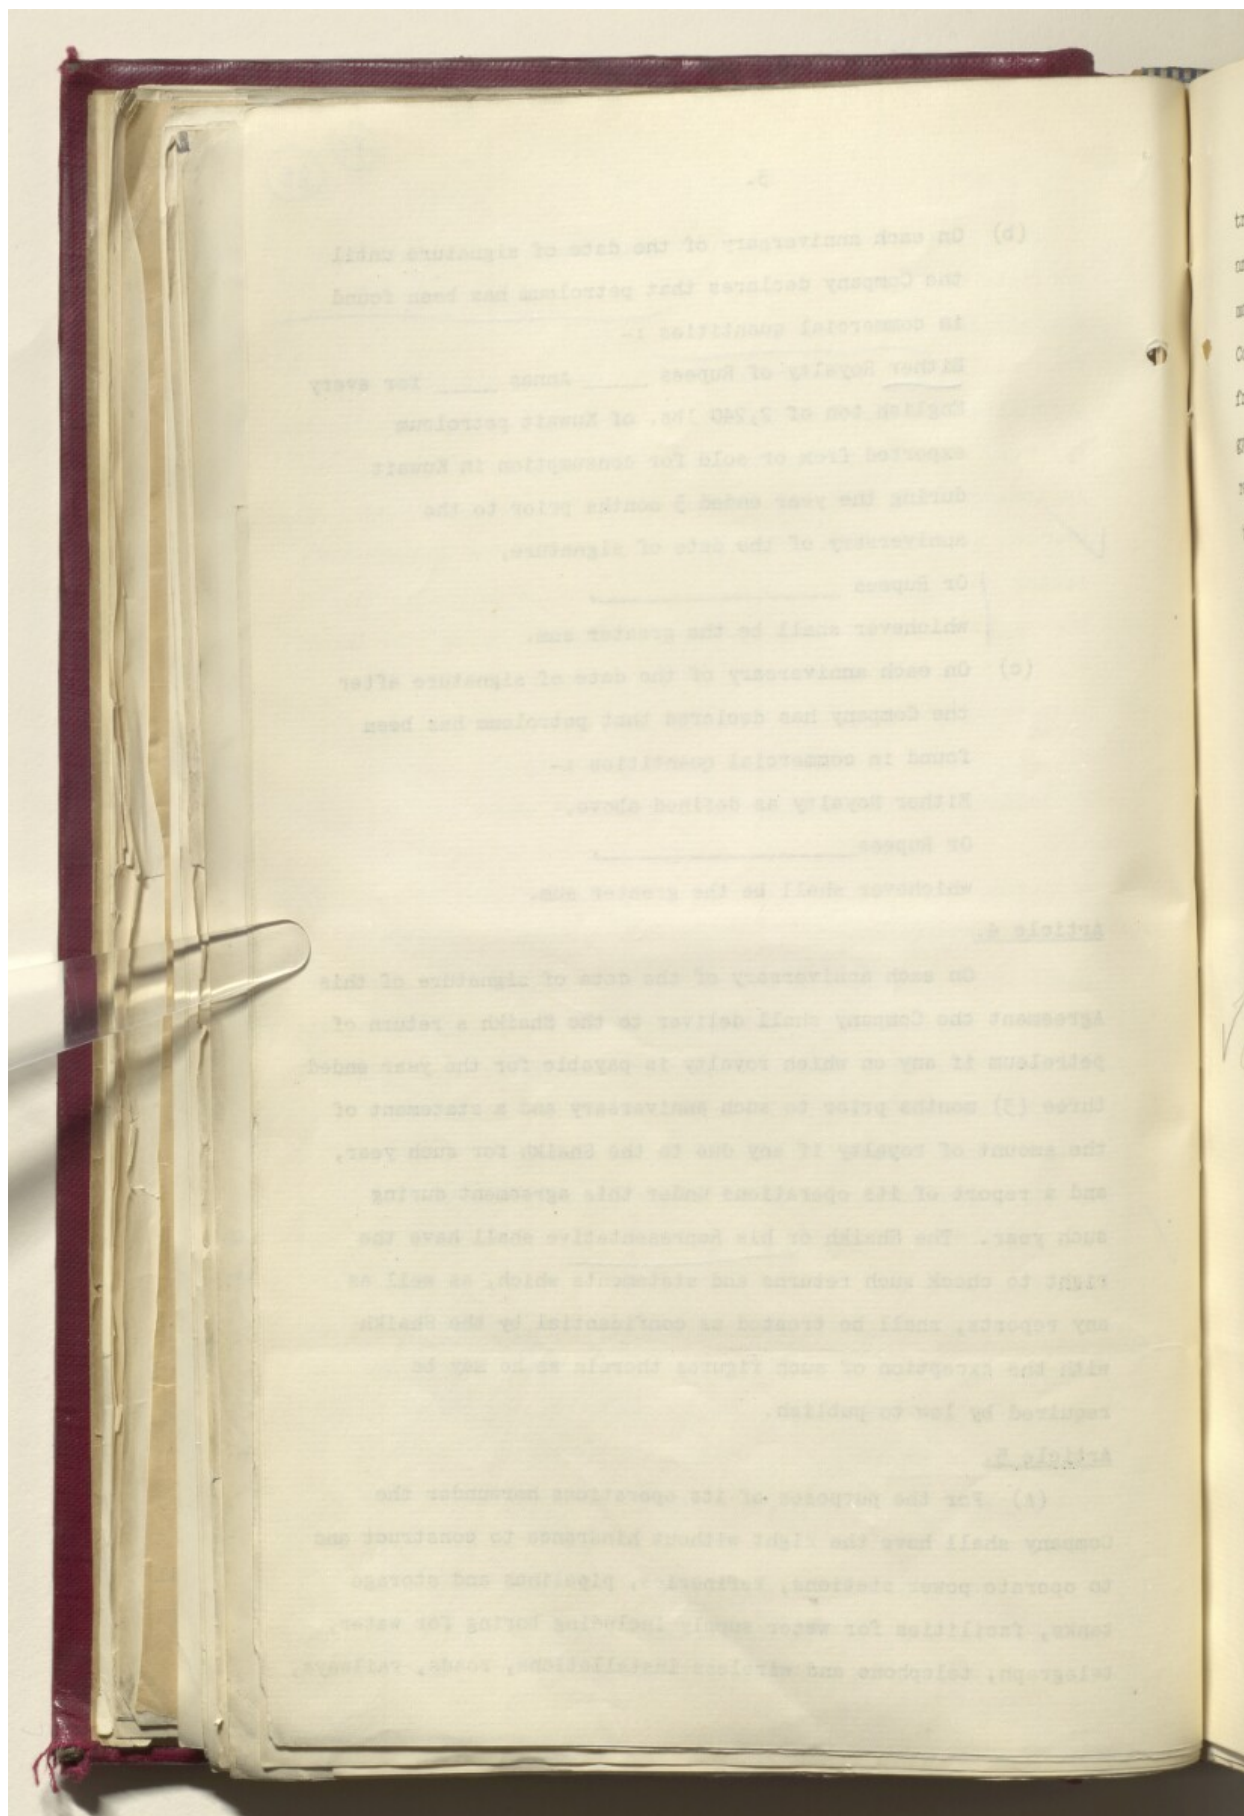 3.
(b) On each anniversary of the date of signature until
the Company declares that petroleum has been found
in commercial quantities :-
Either Royalty of Rupees _____ Annas _____ for every
English ton of 2,240 lbs. of Kuwait petroleum
exported from or sold for consumption in Kuwait
during the year ended 3 months prior to the
anniversary of the date of signature,
Or Rupees ____________________,
whichever shall be the greater sum.
(c) On each anniversary of the date of signature after
the Company has declared that petroleum has been
found in commercial quantities :-
Either Royalty as defined above,
Or Rupees ____________________,
whichever shall be the greater sum.
Article 4.
On each anniversary of the date of signature of this
Agreement the Company shall deliver to the Shaikh a return of
petroleum if any on which royalty is payable for the year ended
three (3) months prior to such anniversary and a statement of
the amount of royalty if any due to the Shaikh for such year,
and a report of its operations under this agreement during
such year. The Shaikh or his Representative shall have the
right to check such returns and statements which, as well as
any reports, shall be treated as confidential by the Shaikh
with the exception of such figures therein as he may be
required by law to publish.
Article 5.
(A) For the purposes of its operations hereunder the
Company shall have the right without hindrance to construct and
to operate power stations, refineries, pipelines and storage
tanks, facilities for water supply including boring for water,
telegraph, telephone and wireless installations, roads, railways,